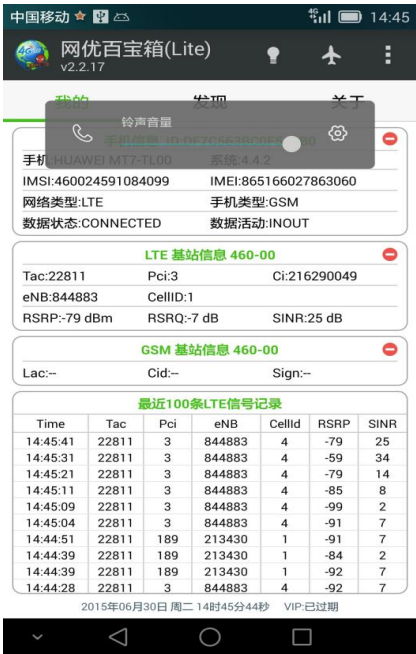 中国移动 4G 14:45
网优百宝箱(Lite)
v2.2.17
我的 发现 关于
铃声音量
手机信息
手机:HUAWEI MT7-TL00 系统:4.4.2
IMSI:460024591084099 IMEI:865166027863060
网络类型:LTE 手机类型:GSM
数据状态:CONNECTED 数据活动:INOUT
LTE 基站信息 460-00
Tac:22811 Pci:3 Ci:216290049
eNB:844883 CellID:1
RSRP:-79 dBm RSRQ:-7 dB SINR:25 dB
GSM 基站信息 460-00
Lac:-- Cid:-- Sign:--
最近100条LTE信号记录
Time Tac Pci eNB CellId RSRP SINR
14:45:41 22811 3 844883 4 -79 25
14:45:31 22811 3 844883 4 -59 34
14:45:21 22811 3 844883 4 -79 14
14:45:11 22811 3 844883 4 -85 8
14:45:09 22811 3 844883 4 -99 2
14:45:04 22811 3 844883 4 -91 7
14:44:51 22811 189 213430 1 -91 7
14:44:39 22811 189 213430 1 -84 2
14:44:39 22811 189 213430 1 -92 7
14:44:28 22811 3 844883 4 -92 7
2015年06月30日 周二 14时45分44秒 VIP:已过期